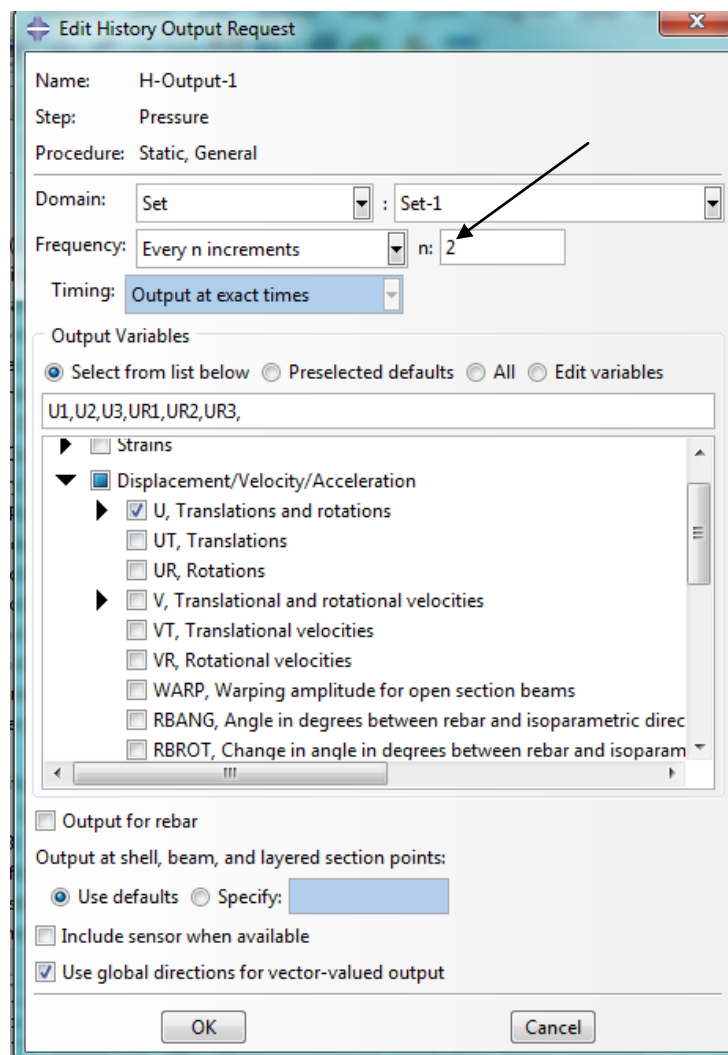 Edit History Output Request
Name: H-Output-1
Step: Pressure
Procedure: Static, General
Domain: Set : Set-1
Frequency: Every n increments n: 2
Timing: Output at exact times
Output Variables
Select from list below Preselected defaults All Edit variables
U1,U2,U3,UR1,UR2,UR3,
Strains
Displacement/Velocity/Acceleration
U, Translations and rotations
UT, Translations
UR, Rotations
V, Translational and rotational velocities
VT, Translational velocities
VR, Rotational velocities
WARP, Warping amplitude for open section beams
RBANG, Angle in degrees between rebar and isoparametric direc
RBROT, Change in angle in degrees between rebar and isoparam
Output for rebar
Output at shell, beam, and layered section points:
Use defaults Specify:
Include sensor when available
Use global directions for vector-valued output
OK Cancel